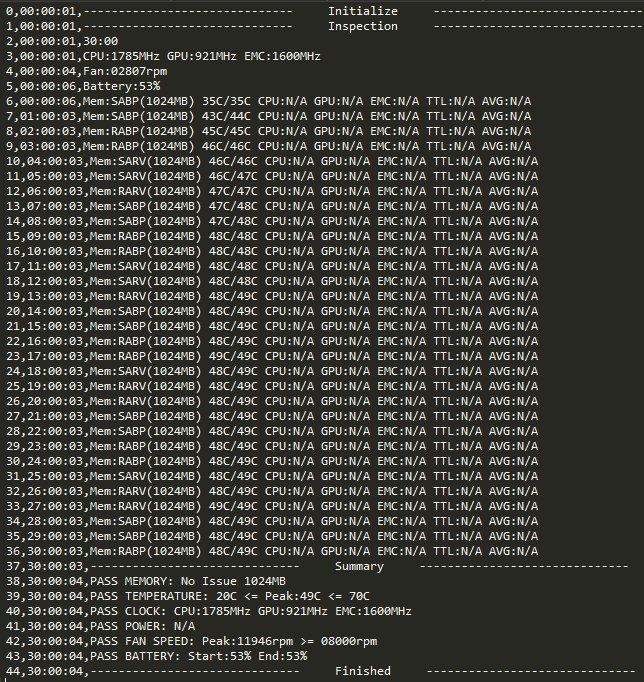 0,00:00:01,------------------------------     Initialize     ------------------------------
1,00:00:01,------------------------------     Inspection     ------------------------------
2,00:00:01,30:00
3,00:00:01,CPU:1785MHz GPU:921MHz EMC:1600MHz
4,00:00:04,Fan:02807rpm
5,00:00:06,Battery:53%
6,00:00:06,Mem:SABP(1024MB) 35C/35C CPU:N/A GPU:N/A EMC:N/A TTL:N/A AVG:N/A
7,01:00:03,Mem:SABP(1024MB) 43C/44C CPU:N/A GPU:N/A EMC:N/A TTL:N/A AVG:N/A
8,02:00:03,Mem:RABP(1024MB) 45C/45C CPU:N/A GPU:N/A EMC:N/A TTL:N/A AVG:N/A
9,03:00:03,Mem:RABP(1024MB) 46C/46C CPU:N/A GPU:N/A EMC:N/A TTL:N/A AVG:N/A
10,04:00:03,Mem:SARV(1024MB) 46C/46C CPU:N/A GPU:N/A EMC:N/A TTL:N/A AVG:N/A
11,05:00:03,Mem:SARV(1024MB) 46C/47C CPU:N/A GPU:N/A EMC:N/A TTL:N/A AVG:N/A
12,06:00:03,Mem:RARV(1024MB) 47C/47C CPU:N/A GPU:N/A EMC:N/A TTL:N/A AVG:N/A
13,07:00:03,Mem:SABP(1024MB) 47C/48C CPU:N/A GPU:N/A EMC:N/A TTL:N/A AVG:N/A
14,08:00:03,Mem:SABP(1024MB) 47C/48C CPU:N/A GPU:N/A EMC:N/A TTL:N/A AVG:N/A
15,09:00:03,Mem:RABP(1024MB) 48C/48C CPU:N/A GPU:N/A EMC:N/A TTL:N/A AVG:N/A
16,10:00:03,Mem:RABP(1024MB) 48C/48C CPU:N/A GPU:N/A EMC:N/A TTL:N/A AVG:N/A
17,11:00:03,Mem:SARV(1024MB) 48C/48C CPU:N/A GPU:N/A EMC:N/A TTL:N/A AVG:N/A
18,12:00:03,Mem:SARV(1024MB) 48C/48C CPU:N/A GPU:N/A EMC:N/A TTL:N/A AVG:N/A
19,13:00:03,Mem:RARV(1024MB) 48C/49C CPU:N/A GPU:N/A EMC:N/A TTL:N/A AVG:N/A
20,14:00:03,Mem:SABP(1024MB) 48C/49C CPU:N/A GPU:N/A EMC:N/A TTL:N/A AVG:N/A
21,15:00:03,Mem:SABP(1024MB) 48C/49C CPU:N/A GPU:N/A EMC:N/A TTL:N/A AVG:N/A
22,16:00:03,Mem:RABP(1024MB) 48C/49C CPU:N/A GPU:N/A EMC:N/A TTL:N/A AVG:N/A
23,17:00:03,Mem:RABP(1024MB) 49C/49C CPU:N/A GPU:N/A EMC:N/A TTL:N/A AVG:N/A
24,18:00:03,Mem:SARV(1024MB) 48C/49C CPU:N/A GPU:N/A EMC:N/A TTL:N/A AVG:N/A
25,19:00:03,Mem:SARV(1024MB) 48C/49C CPU:N/A GPU:N/A EMC:N/A TTL:N/A AVG:N/A
26,20:00:03,Mem:RARV(1024MB) 48C/49C CPU:N/A GPU:N/A EMC:N/A TTL:N/A AVG:N/A
27,21:00:03,Mem:SABP(1024MB) 48C/49C CPU:N/A GPU:N/A EMC:N/A TTL:N/A AVG:N/A
28,22:00:03,Mem:SABP(1024MB) 48C/49C CPU:N/A GPU:N/A EMC:N/A TTL:N/A AVG:N/A
29,23:00:03,Mem:RABP(1024MB) 48C/49C CPU:N/A GPU:N/A EMC:N/A TTL:N/A AVG:N/A
30,24:00:03,Mem:RABP(1024MB) 48C/49C CPU:N/A GPU:N/A EMC:N/A TTL:N/A AVG:N/A
31,25:00:03,Mem:SARV(1024MB) 48C/49C CPU:N/A GPU:N/A EMC:N/A TTL:N/A AVG:N/A
32,26:00:03,Mem:SARV(1024MB) 48C/49C CPU:N/A GPU:N/A EMC:N/A TTL:N/A AVG:N/A
33,27:00:03,Mem:RARV(1024MB) 49C/49C CPU:N/A GPU:N/A EMC:N/A TTL:N/A AVG:N/A
34,28:00:03,Mem:SABP(1024MB) 48C/49C CPU:N/A GPU:N/A EMC:N/A TTL:N/A AVG:N/A
35,29:00:03,Mem:SABP(1024MB) 48C/49C CPU:N/A GPU:N/A EMC:N/A TTL:N/A AVG:N/A
36,30:00:03,Mem:RABP(1024MB) 48C/49C CPU:N/A GPU:N/A EMC:N/A TTL:N/A AVG:N/A
37,30:00:03,------------------------------     Summary     ------------------------------
38,30:00:04,PASS MEMORY: No Issue 1024MB
39,30:00:04,PASS TEMPERATURE: 20C <= Peak:49C <= 70C
40,30:00:04,PASS CLOCK: CPU:1785MHz GPU:921MHz EMC:1600MHz
41,30:00:04,PASS POWER: N/A
42,30:00:04,PASS FAN SPEED: Peak:11946rpm >= 08000rpm
43,30:00:04,PASS BATTERY: Start:53% End:53%
44,30:00:04,------------------------------     Finished     ------------------------------